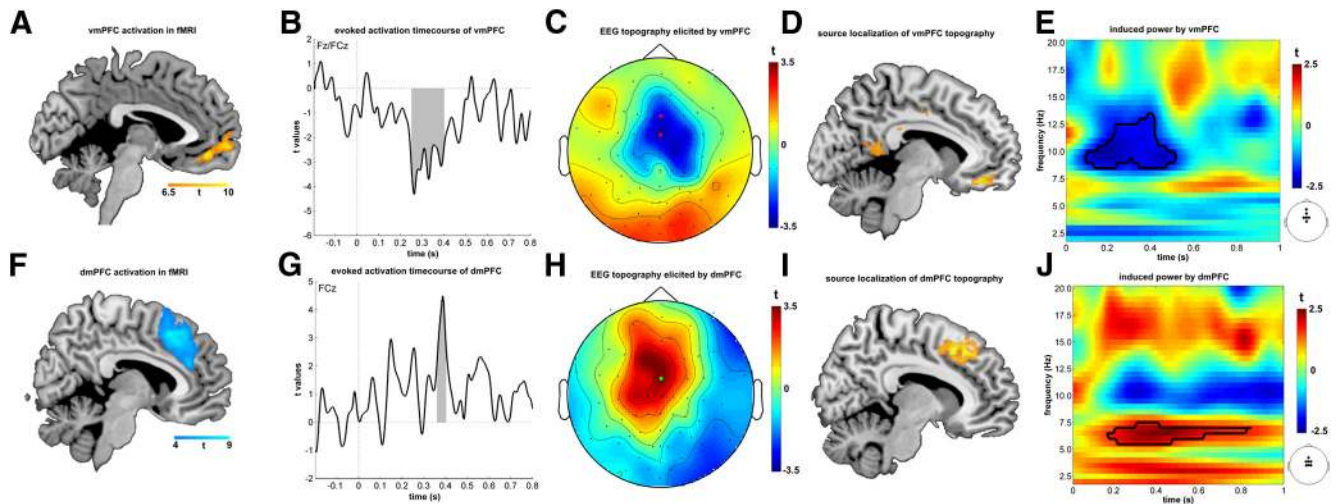 A
vmPFC activation in fMRI
6.5 t 10
B
evoked activation timecourse of vmPFC
Fz/FCz
t values
1
0
-1
-2
-3
-4
-5
-6
-0.1 0 0.1 0.2 0.3 0.4 0.5 0.6 0.7 0.8
time (s)
C
EEG topography elicited by vmPFC
t
3.5
0
-3.5
D
source localization of vmPFC topography
E
induced power by vmPFC
frequency (Hz)
20.0
17.5
15.0
12.5
10.0
7.5
5.0
2.5
0 0.2 0.4 0.6 0.8 1
time (s)
t
2.5
0
-2.5
F
dmPFC activation in fMRI
4 t 9
G
evoked activation timecourse of dmPFC
FCz
t values
5
4
3
2
1
0
-1
-2
-0.1 0 0.1 0.2 0.3 0.4 0.5 0.6 0.7 0.8
time (s)
H
EEG topography elicited by dmPFC
t
3.5
0
-3.5
I
source localization of dmPFC topography
J
induced power by dmPFC
frequency (Hz)
20.0
17.5
15.0
12.5
10.0
7.5
5.0
2.5
0 0.2 0.4 0.6 0.8 1
time (s)
t
2.5
0
-2.5